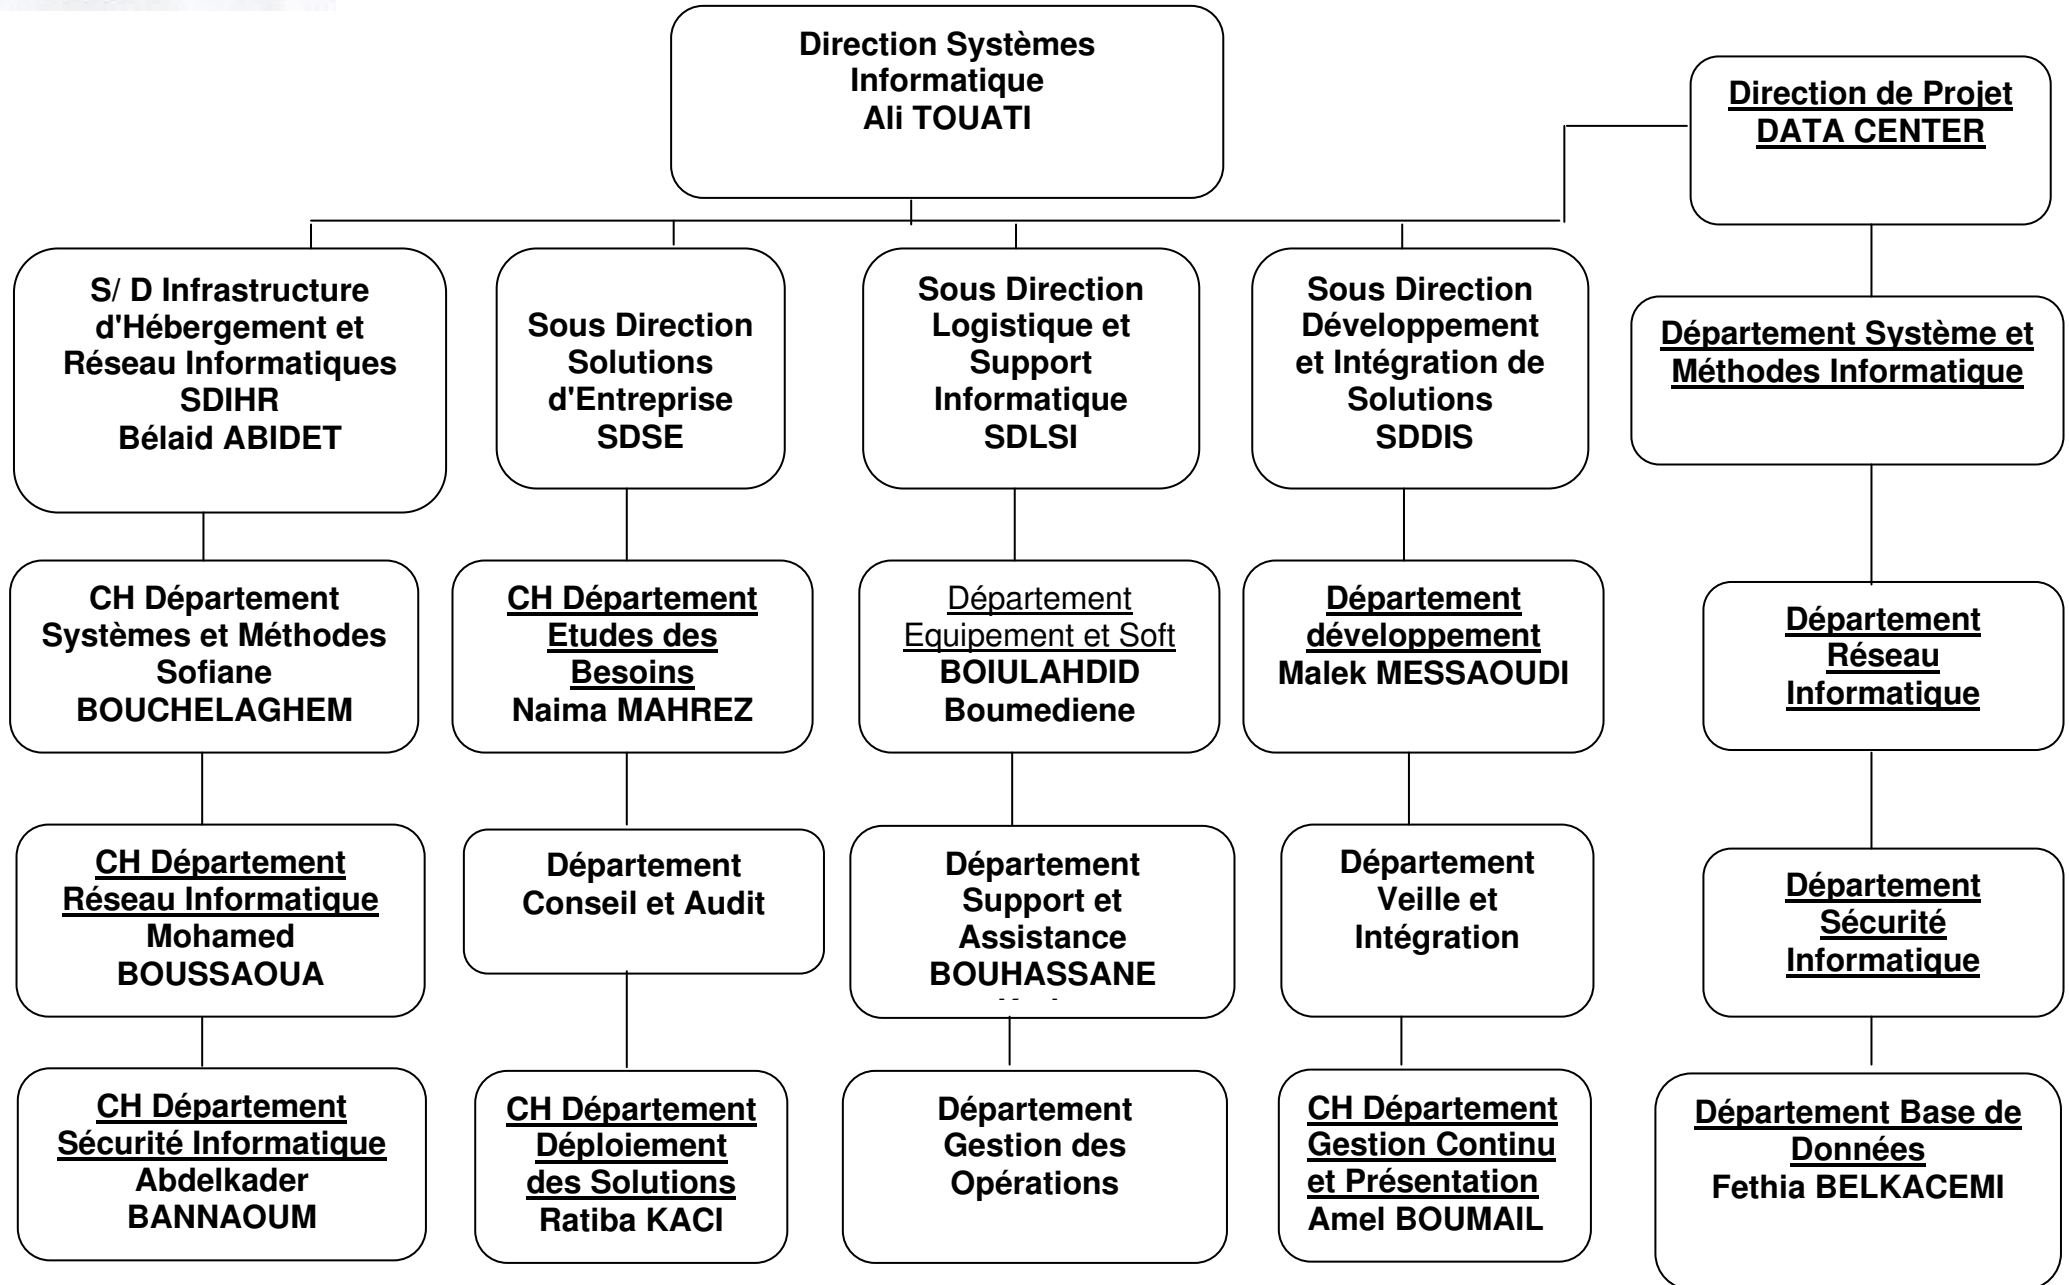 Direction Systèmes
Informatique
Ali TOUATI
Direction de Projet
DATA CENTER
S/ D Infrastructure
d'Hébergement et
Réseau Informatiques
SDIHR
Bélaid ABIDET
Sous Direction
Solutions
d'Entreprise
SDSE
Sous Direction
Logistique et
Support
Informatique
SDLSI
Sous Direction
Développement
et Intégration de
Solutions
SDDIS
Département Système et
Méthodes Informatique
CH Département
Systèmes et Méthodes
Sofiane
BOUCHELAGHEM
CH Département
Etudes des
Besoins
Naima MAHREZ
Département
Equipement et Soft
BOIULAHDID
Boumediene
Département
développement
Malek MESSAOUDI
Département
Réseau
Informatique
CH Département
Réseau Informatique
Mohamed
BOUSSAOUA
Département
Conseil et Audit
Département
Support et
Assistance
BOUHASSANE
Département
Veille et
Intégration
Département
Sécurité
Informatique
CH Département
Sécurité Informatique
Abdelkader
BANNAOUM
CH Département
Déploiement
des Solutions
Ratiba KACI
Département
Gestion des
Opérations
CH Département
Gestion Continu
et Présentation
Amel BOUMAIL
Département Base de
Données
Fethia BELKACEMI